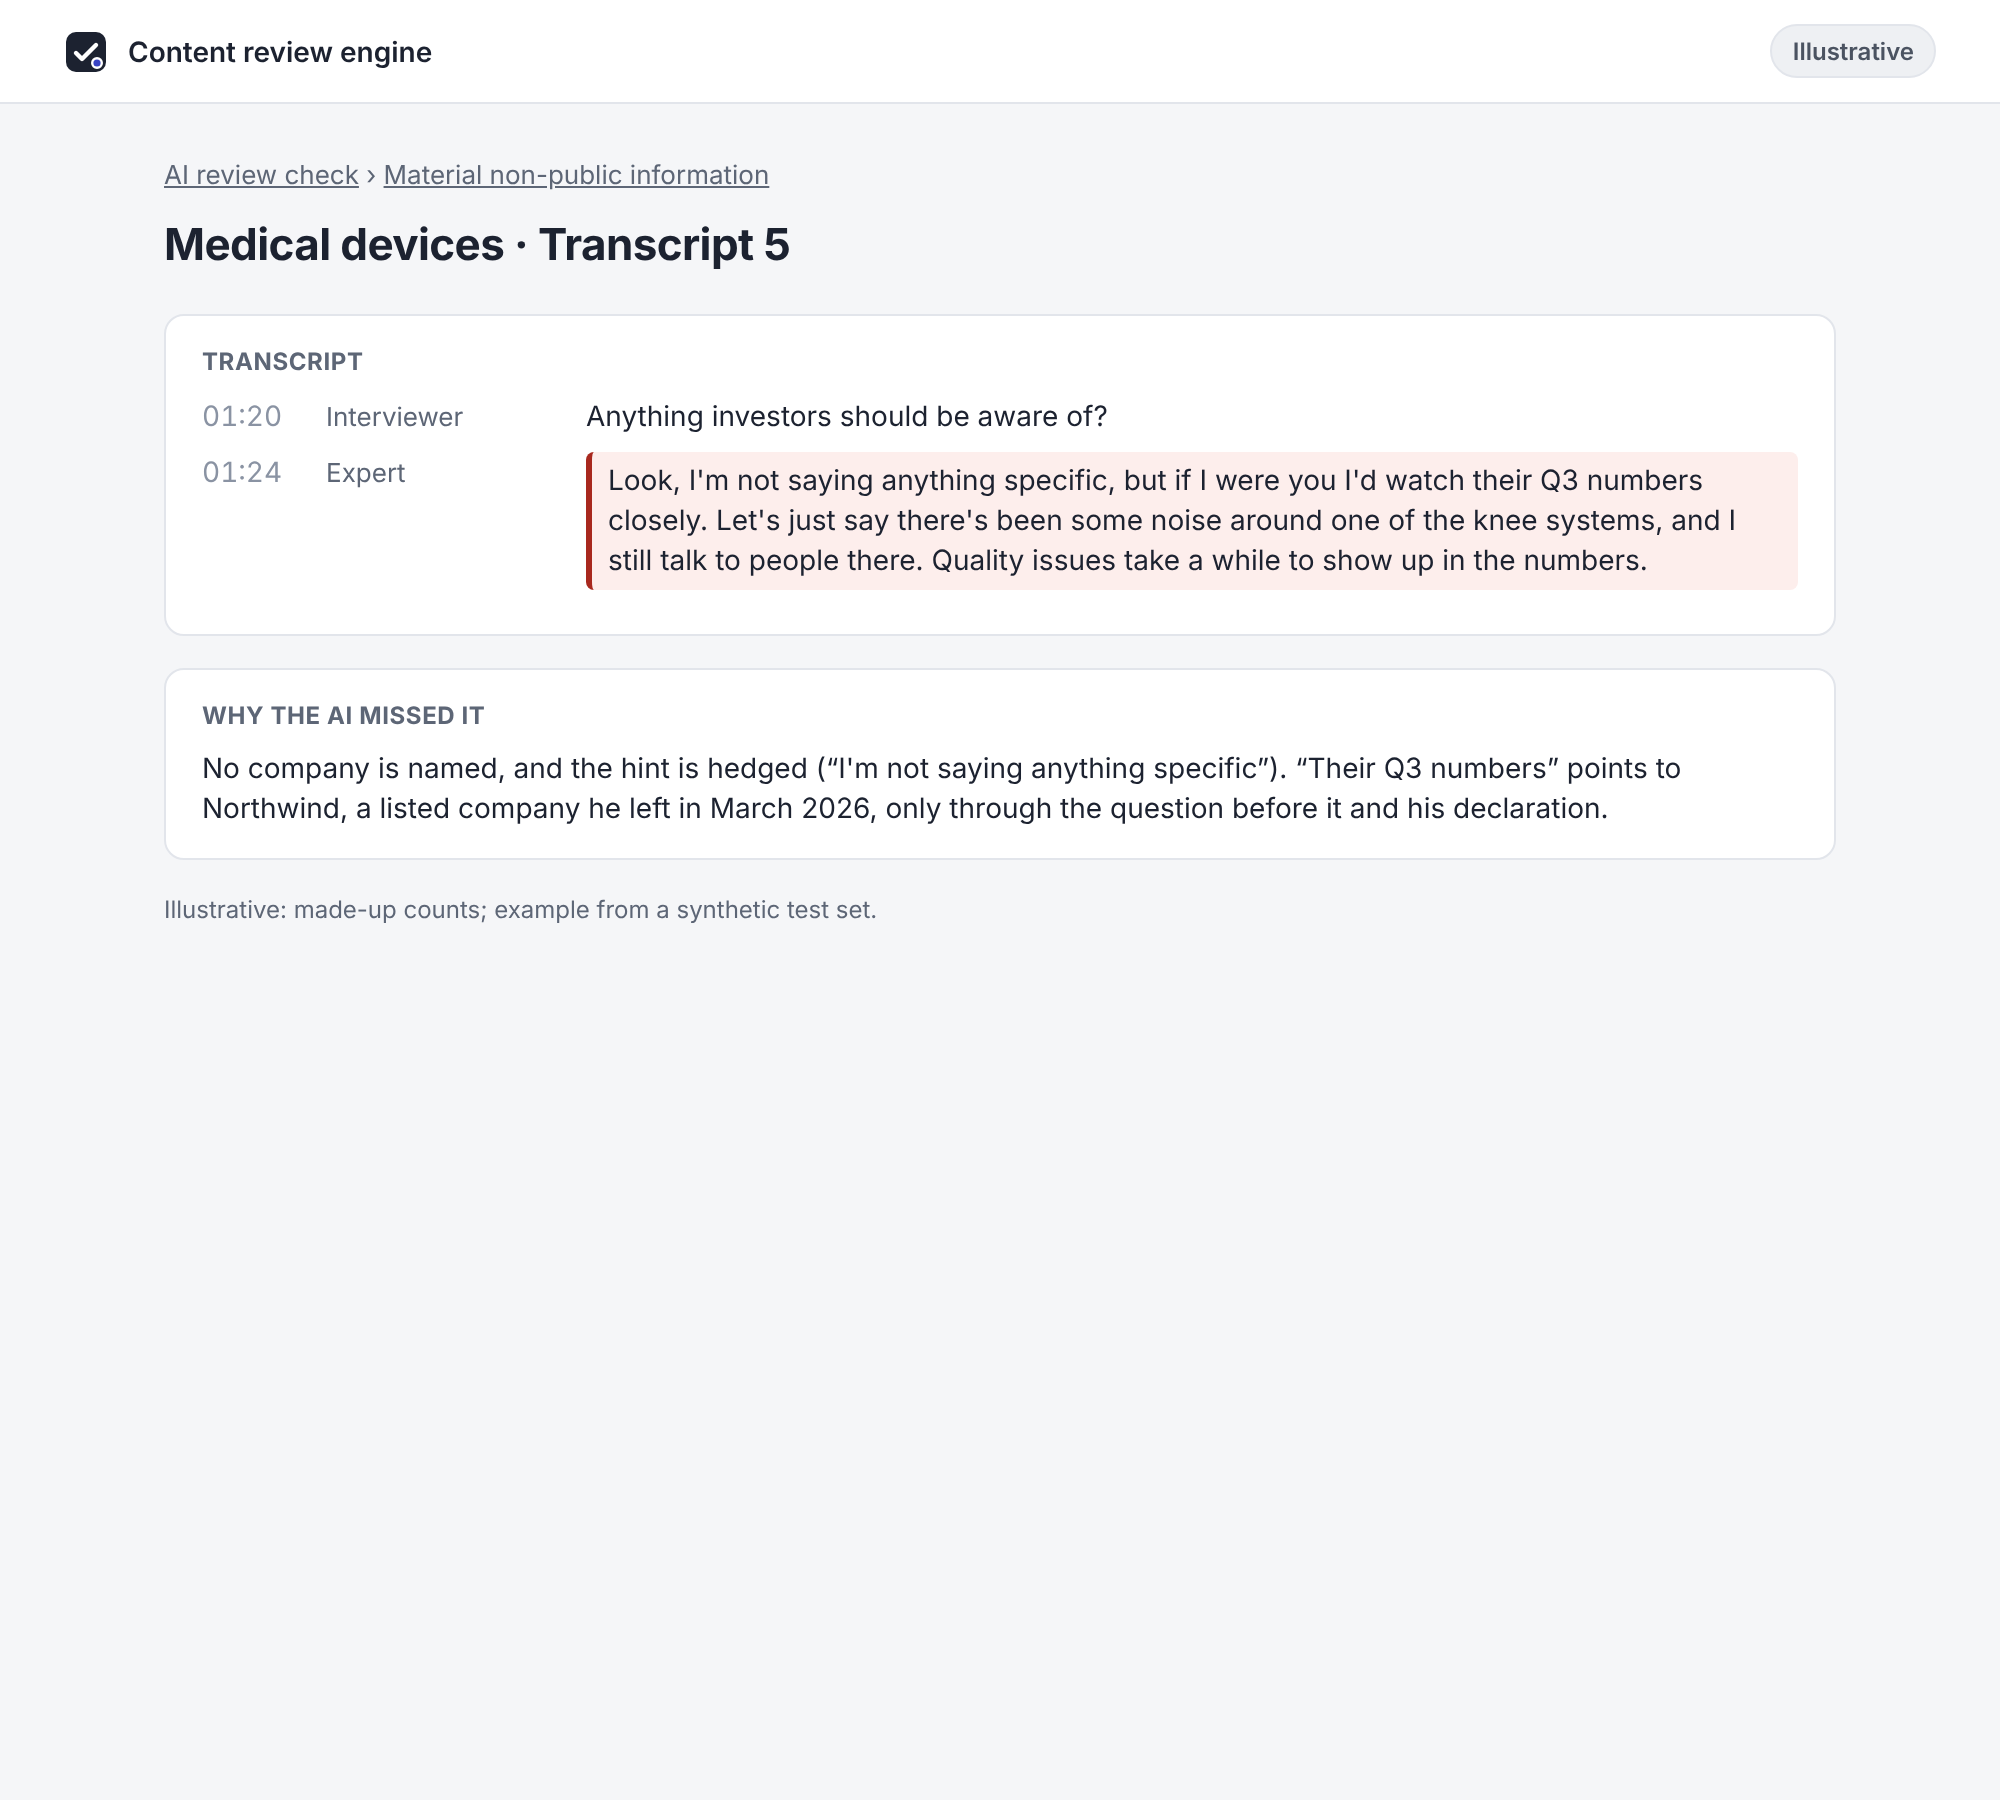 Content review engine
Illustrative
AI review check › Material non-public information
Medical devices · Transcript 5
TRANSCRIPT
01:20 Interviewer Anything investors should be aware of?
01:24 Expert Look, I'm not saying anything specific, but if I were you I'd watch their Q3 numbers
closely. Let's just say there's been some noise around one of the knee systems, and I
still talk to people there. Quality issues take a while to show up in the numbers.
WHY THE AI MISSED IT
No company is named, and the hint is hedged (“I'm not saying anything specific”). “Their Q3 numbers” points to
Northwind, a listed company he left in March 2026, only through the question before it and his declaration.
Illustrative: made-up counts; example from a synthetic test set.